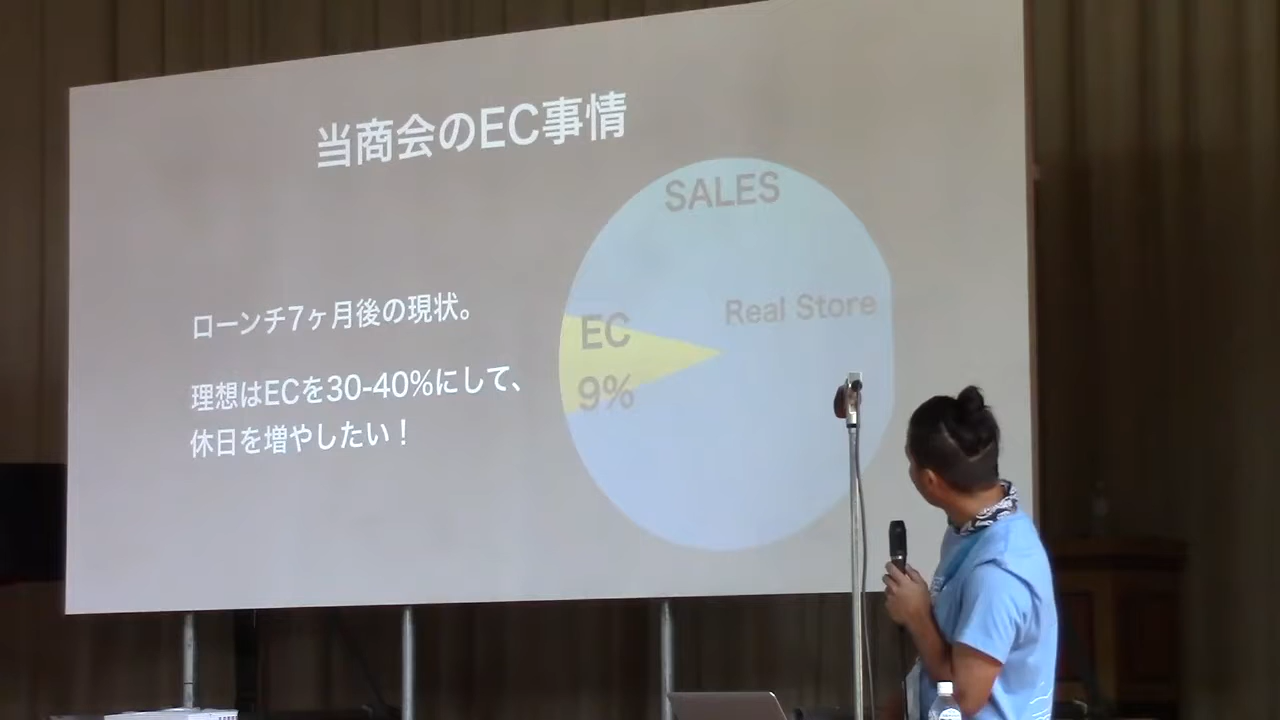 当商会のEC事情
SALES
Real Store
EC
9%
ローンチ7ヶ月後の現状。
理想はECを30-40%にして、
休日を増やしたい！